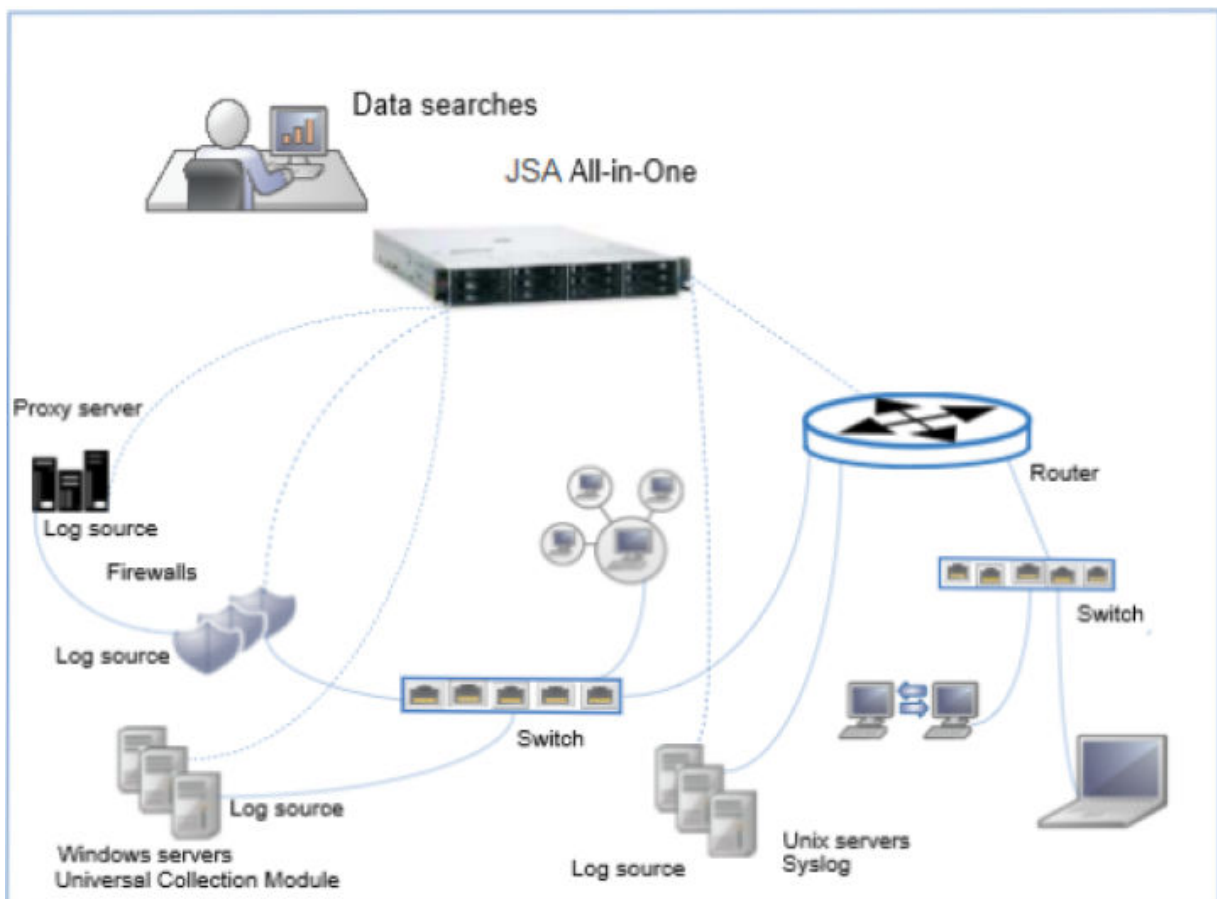 Data searches
JSA All-in-One
Proxy server
Log source
Router
Firewalls
Log source
Switch
Switch
Log source
Windows servers
Universal Collection Module
Log source
Unix servers
Syslog